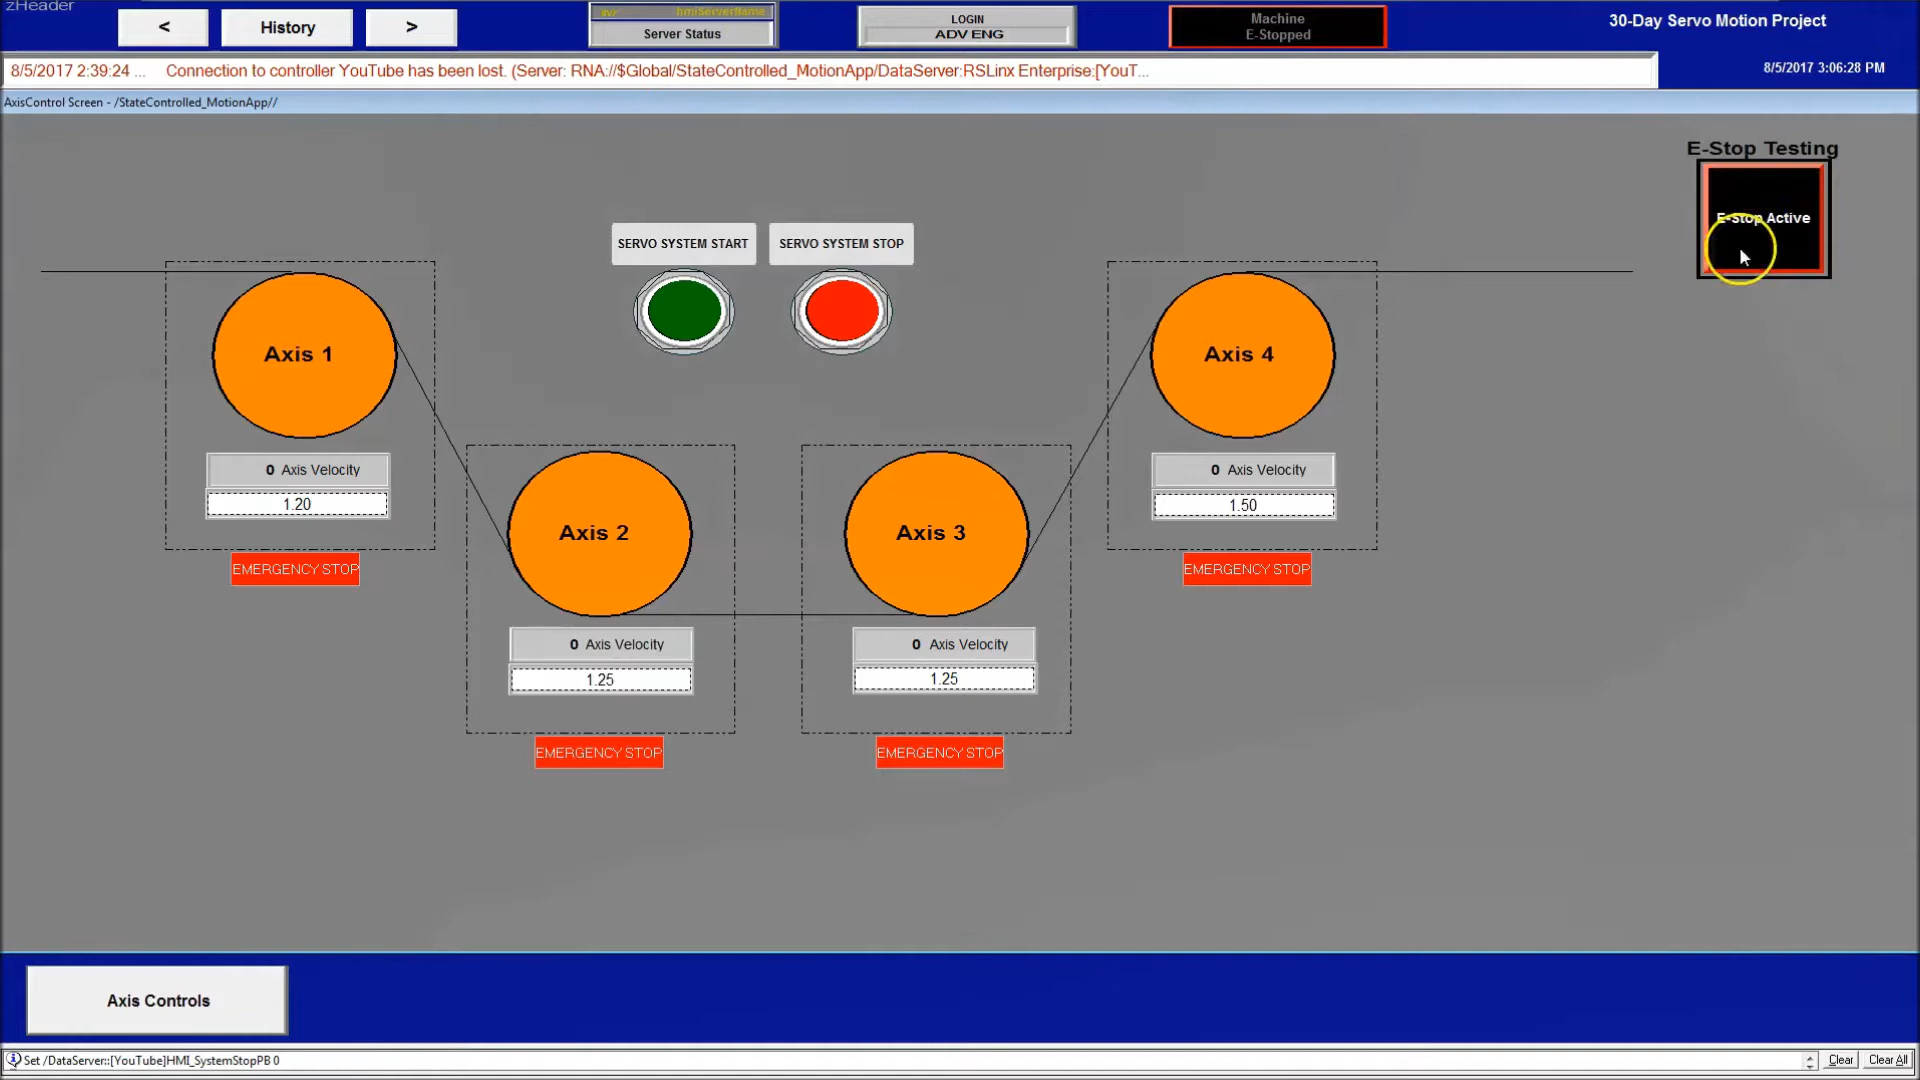 zHeader
<
History
>
svr hmiServerName
Server Status
LOGIN
ADV ENG
Machine
E-Stopped
30-Day Servo Motion Project
8/5/2017 2:39:24 ... Connection to controller YouTube has been lost. (Server: RNA://$Global/StateControlled_MotionApp/DataServer:RSLinx Enterprise:[YouT...
8/5/2017 3:06:28 PM
AxisControl Screen - /StateControlled_MotionApp//
E-Stop Testing
E-Stop Active
SERVO SYSTEM START
SERVO SYSTEM STOP
Axis 1
Axis 4
0 Axis Velocity
1.20
0 Axis Velocity
1.50
EMERGENCY STOP
EMERGENCY STOP
Axis 2
Axis 3
0 Axis Velocity
1.25
0 Axis Velocity
1.25
EMERGENCY STOP
EMERGENCY STOP
Axis Controls
Set /DataServer::[YouTube]HMI_SystemStopPB 0
Clear
Clear All